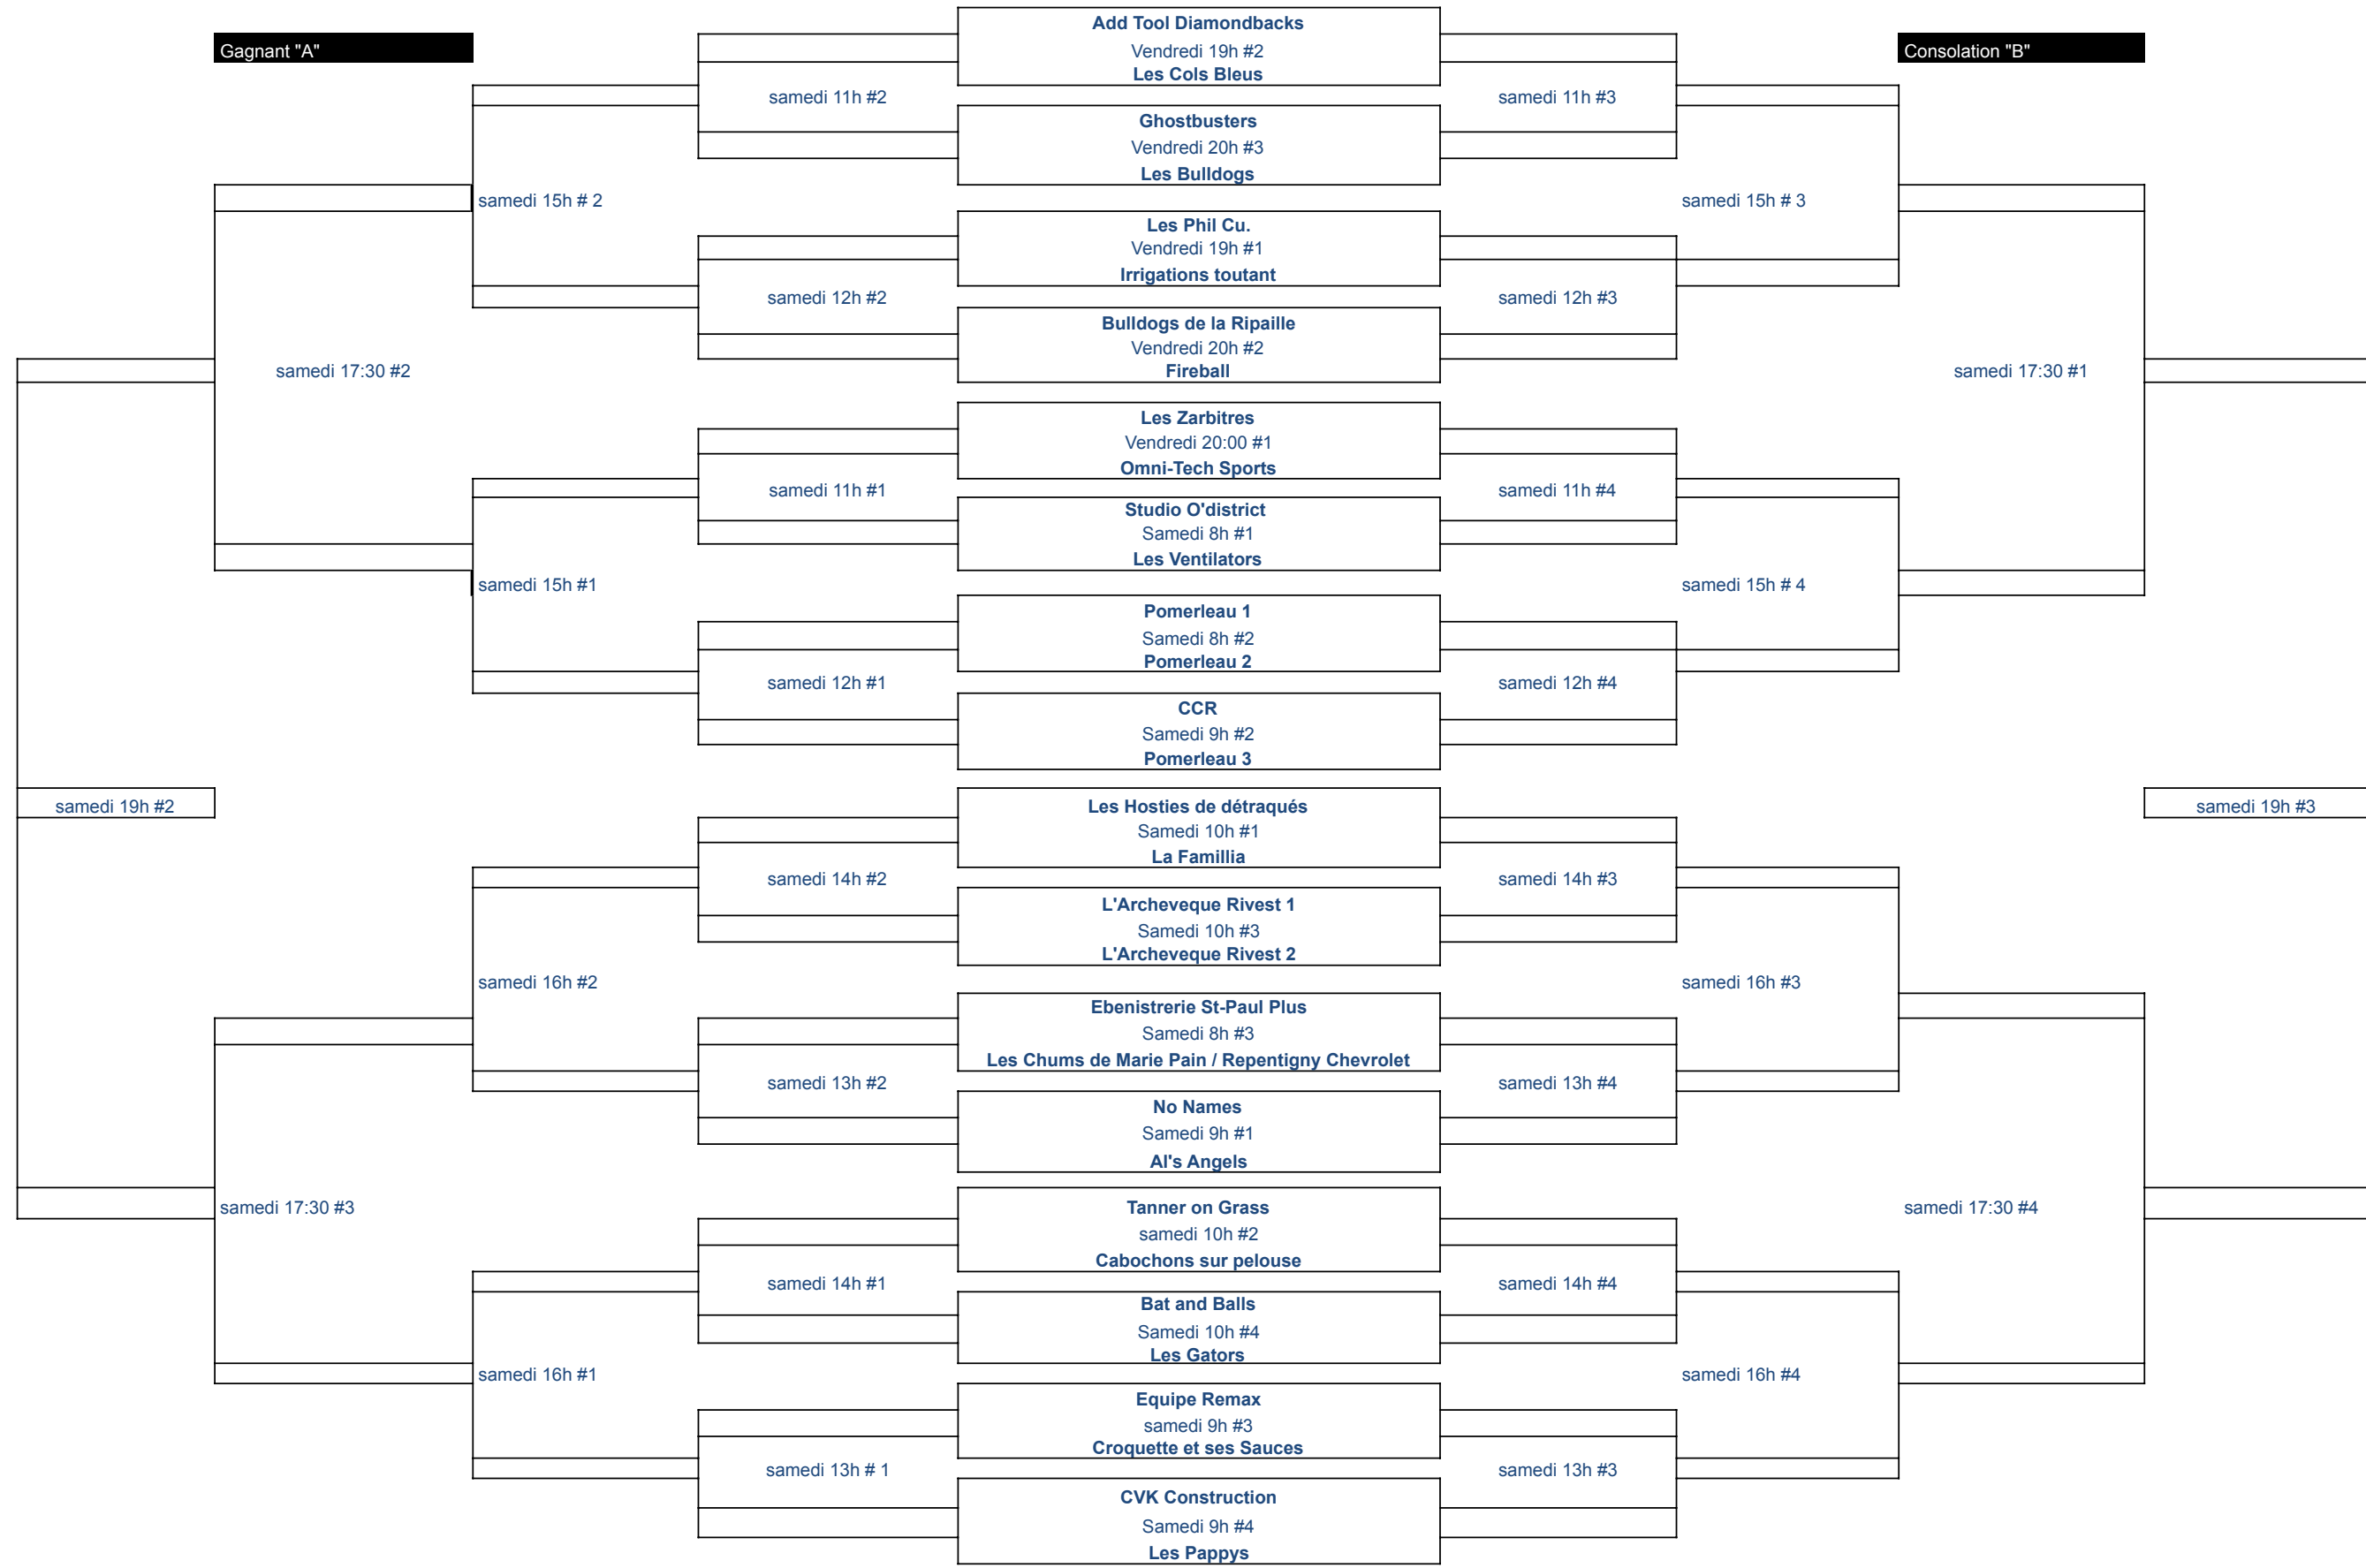 Add Tool Diamondbacks
Gagnant "A"
Vendredi 19h #2
Consolation "B"
Les Cols Bleus
samedi 11h #2
samedi 11h #3
Ghostbusters
Vendredi 20h #3
Les Bulldogs
samedi 15h # 2
samedi 15h # 3
Les Phil Cu.
Vendredi 19h #1
Irrigations toutant
samedi 12h #2
samedi 12h #3
Bulldogs de la Ripaille
Vendredi 20h #2
Fireball
samedi 17:30 #2
samedi 17:30 #1
Les Zarbitres
Vendredi 20:00 #1
Omni-Tech Sports
samedi 11h #1
samedi 11h #4
Studio O'district
Samedi 8h #1
Les Ventilators
samedi 15h #1
samedi 15h # 4
Pomerleau 1
Samedi 8h #2
Pomerleau 2
samedi 12h #1
samedi 12h #4
CCR
Samedi 9h #2
Pomerleau 3
samedi 19h #2
Les Hosties de détraqués
samedi 19h #3
Samedi 10h #1
La Famillia
samedi 14h #2
samedi 14h #3
L'Archeveque Rivest 1
Samedi 10h #3
L'Archeveque Rivest 2
samedi 16h #2
samedi 16h #3
Ebenistrerie St-Paul Plus
Samedi 8h #3
Les Chums de Marie Pain / Repentigny Chevrolet
samedi 13h #2
samedi 13h #4
No Names
Samedi 9h #1
Al's Angels
samedi 17:30 #3
Tanner on Grass
samedi 17:30 #4
samedi 10h #2
Cabochons sur pelouse
samedi 14h #1
samedi 14h #4
Bat and Balls
Samedi 10h #4
Les Gators
samedi 16h #1
samedi 16h #4
Equipe Remax
samedi 9h #3
Croquette et ses Sauces
samedi 13h # 1
samedi 13h #3
CVK Construction
Samedi 9h #4
Les Pappys